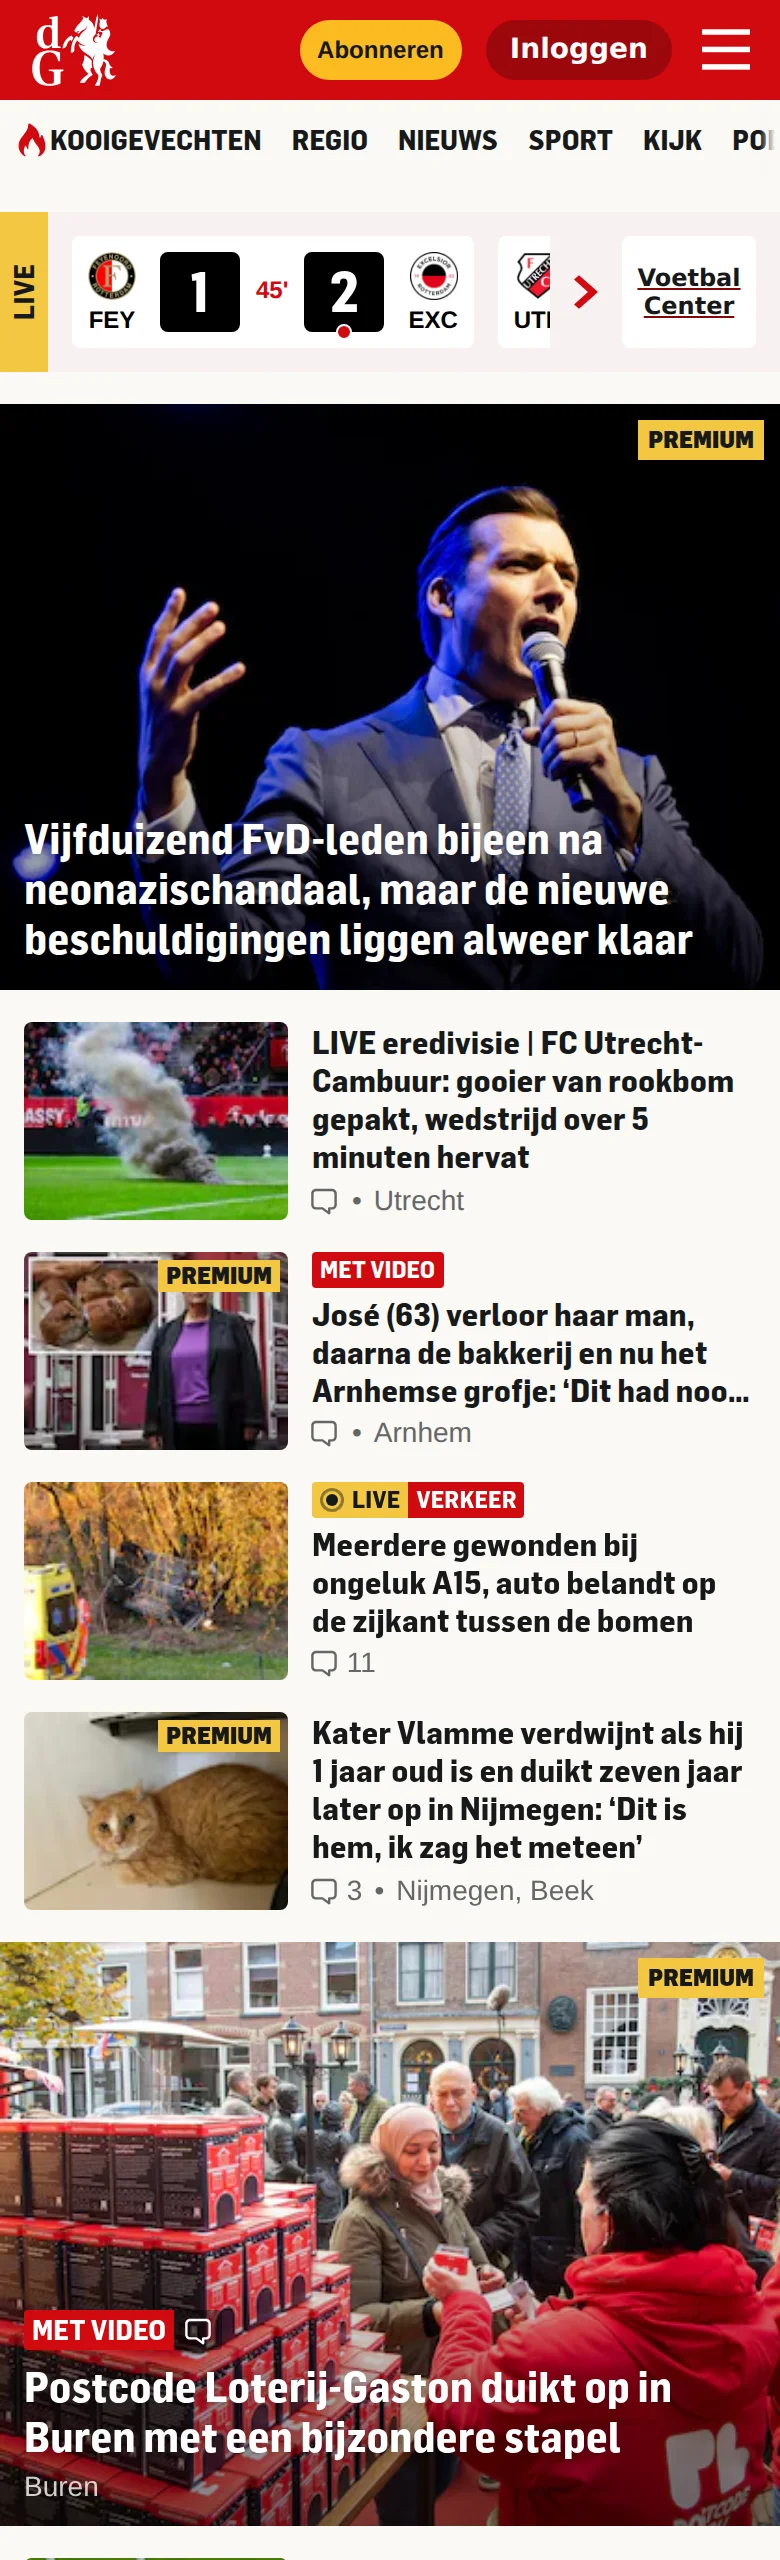 dG
Abonneren
Inloggen
KOOIGEVECHTEN REGIO NIEUWS SPORT KIJK
LIVE
FEY
1
45'
2
EXC
UTR
Voetbal
Center
PREMIUM
Vijfduizend FvD-leden bijeen na
neonazischandaal, maar de nieuwe
beschuldigingen liggen alweer klaar
LIVE eredivisie | FC Utrecht-
Cambuur: gooier van rookbom
gepakt, wedstrijd over 5
minuten hervat
• Utrecht
PREMIUM
MET VIDEO
José (63) verloor haar man,
daarna de bakkerij en nu het
Arnhemse grofje: ‘Dit had noo...
• Arnhem
LIVE VERKEER
Meerdere gewonden bij
ongeluk A15, auto belandt op
de zijkant tussen de bomen
11
PREMIUM
Kater Vlamme verdwijnt als hij
1 jaar oud is en duikt zeven jaar
later op in Nijmegen: ‘Dit is
hem, ik zag het meteen’
3 • Nijmegen, Beek
PREMIUM
MET VIDEO
Postcode Loterij-Gaston duikt op in
Buren met een bijzondere stapel
Buren